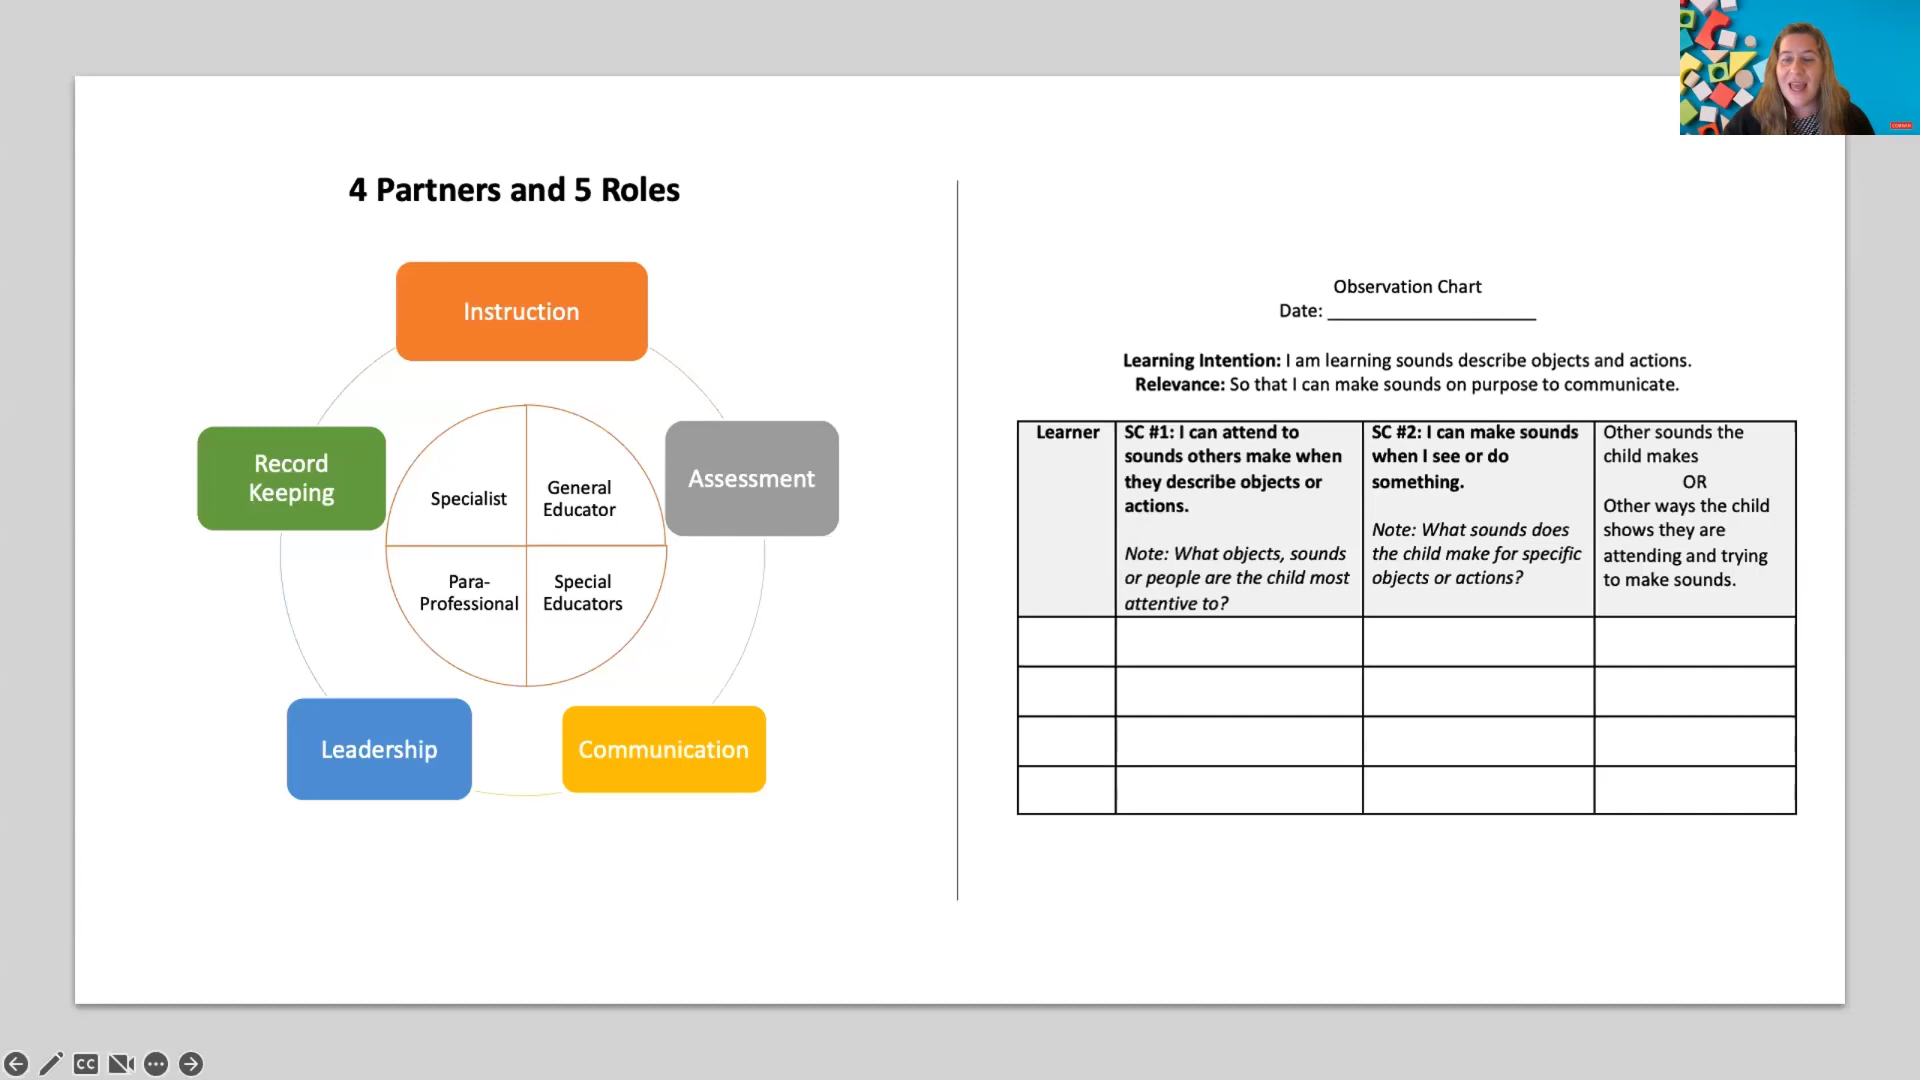 4 Partners and 5 Roles
Instruction
Record
Keeping
Assessment
Specialist
General
Educator
Para-
Professional
Special
Educators
Leadership
Communication
Observation Chart
Date: ____________________
Learning Intention: I am learning sounds describe objects and actions.
Relevance: So that I can make sounds on purpose to communicate.
Learner
SC #1: I can attend to
sounds others make when
they describe objects or
actions.
Note: What objects, sounds
or people are the child most
attentive to?
SC #2: I can make sounds
when I see or do
something.
Note: What sounds does
the child make for specific
objects or actions?
Other sounds the
child makes
OR
Other ways the child
shows they are
attending and trying
to make sounds.
CORWIN
CC